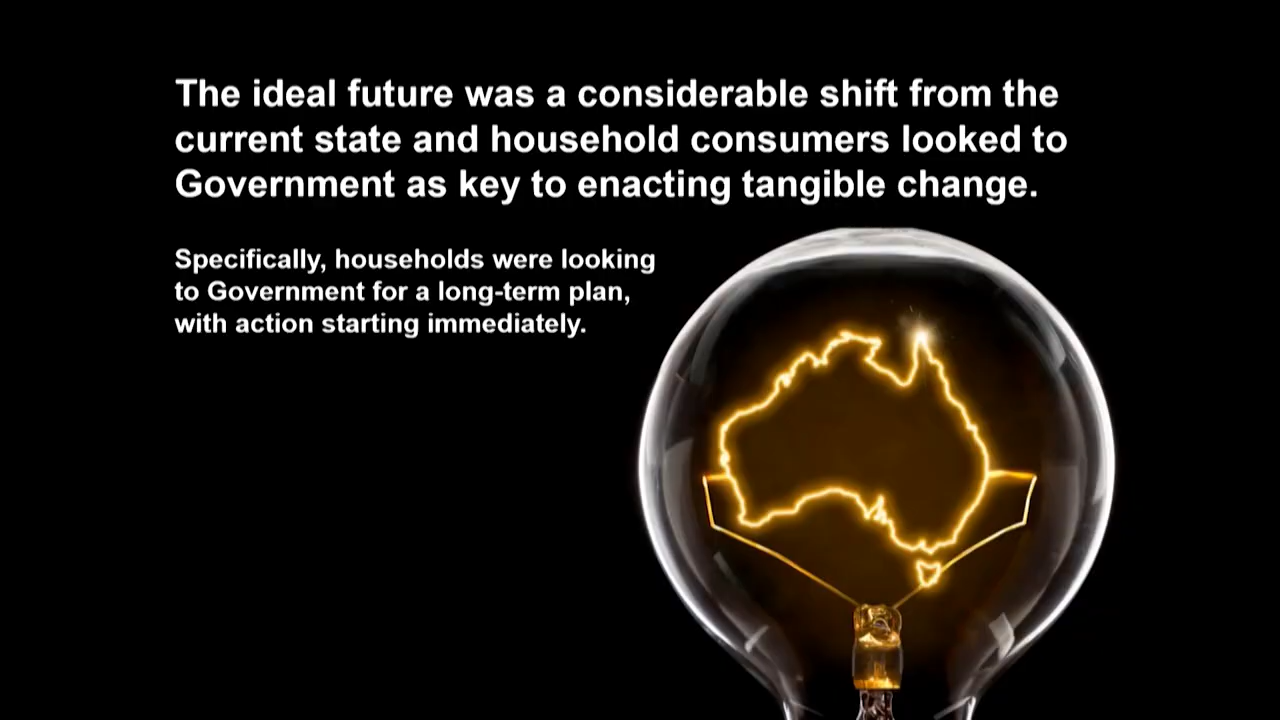 The ideal future was a considerable shift from the
current state and household consumers looked to
Government as key to enacting tangible change.
Specifically, households were looking
to Government for a long-term plan,
with action starting immediately.